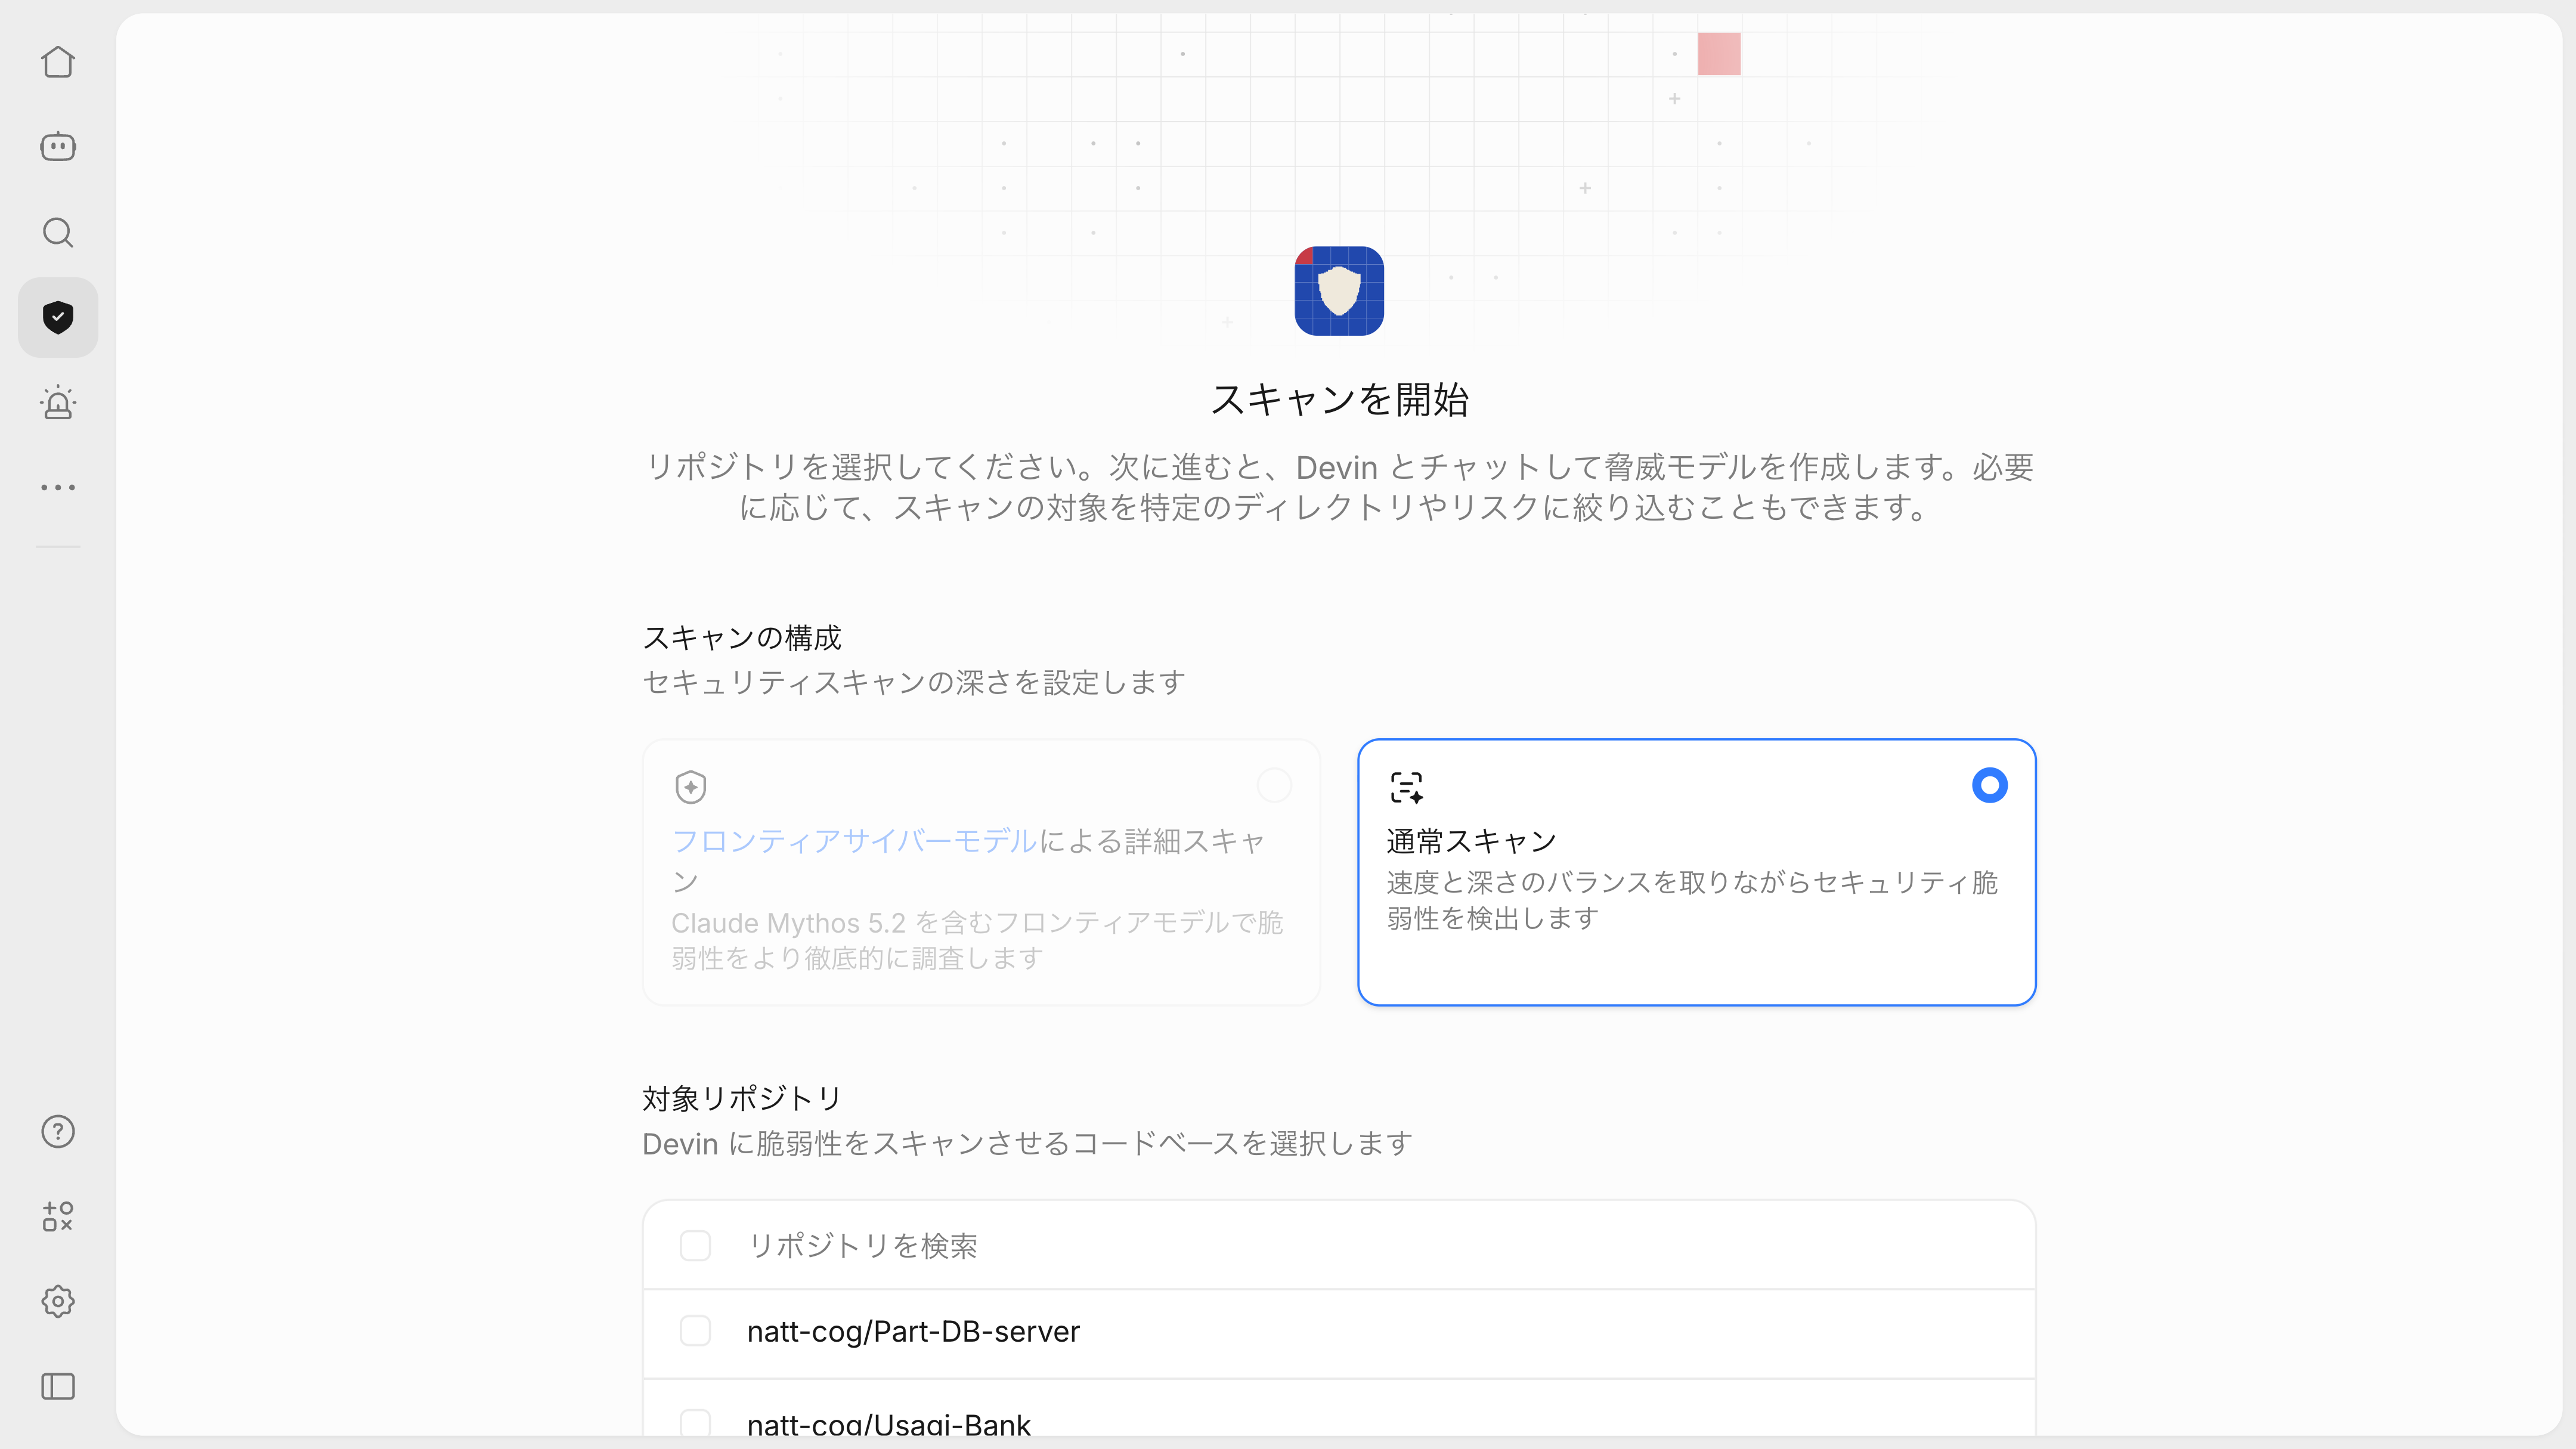 スキャンを開始
リポジトリを選択してください。次に進むと、Devin とチャットして脅威モデルを作成します。必要
に応じて、スキャンの対象を特定のディレクトリやリスクに絞り込むこともできます。
スキャンの構成
セキュリティスキャンの深さを設定します
フロンティアサイバーモデルによる詳細スキャ
ン
Claude Mythos 5.2 を含むフロンティアモデルで脆
弱性をより徹底的に調査します
通常スキャン
速度と深さのバランスを取りながらセキュリティ脆
弱性を検出します
対象リポジトリ
Devin に脆弱性をスキャンさせるコードベースを選択します
リポジトリを検索
natt-cog/Part-DB-server
natt-cog/Usagi-Bank